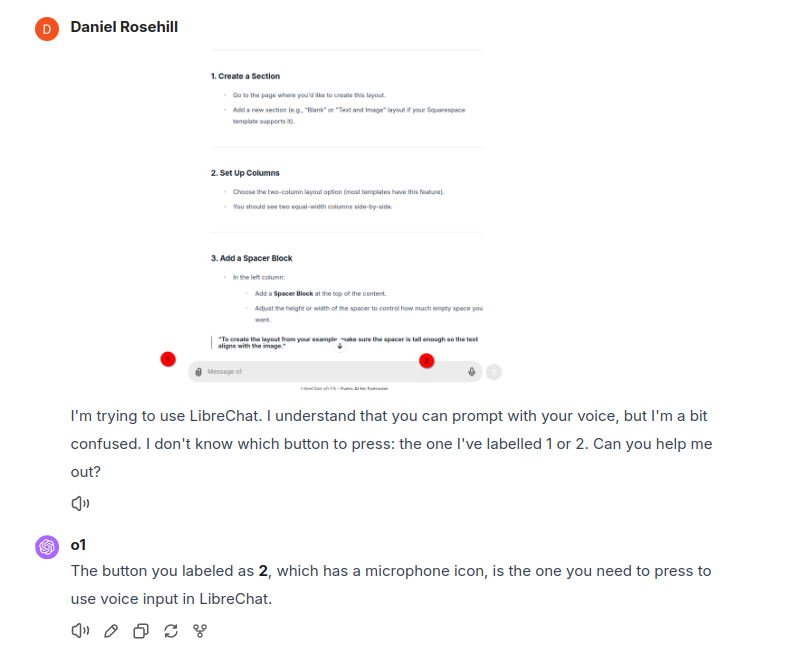 D
Daniel Rosehill
1. Create a Section
Go to the page where you'd like to create this layout.
Add a new section (e.g., "Blank" or "Text and Image" layout if your Squarespace
template supports it).
2. Set Up Columns
Choose the two-column layout option (most templates have this feature).
You should see two equal-width columns side-by-side.
3. Add a Spacer Block
In the left column:
Add a Spacer Block at the top of the content.
Adjust the height or width of the spacer to control how much empty space you
want.
"To create the layout from your example, make sure the spacer is tall enough so the text
aligns with the image."
1
2
Message o1
LibreChat v0.7.5 - Every AI for Everyone
I'm trying to use LibreChat. I understand that you can prompt with your voice, but I'm a bit
confused. I don't know which button to press: the one I've labelled 1 or 2. Can you help me
out?
o1
The button you labeled as 2, which has a microphone icon, is the one you need to press to
use voice input in LibreChat.